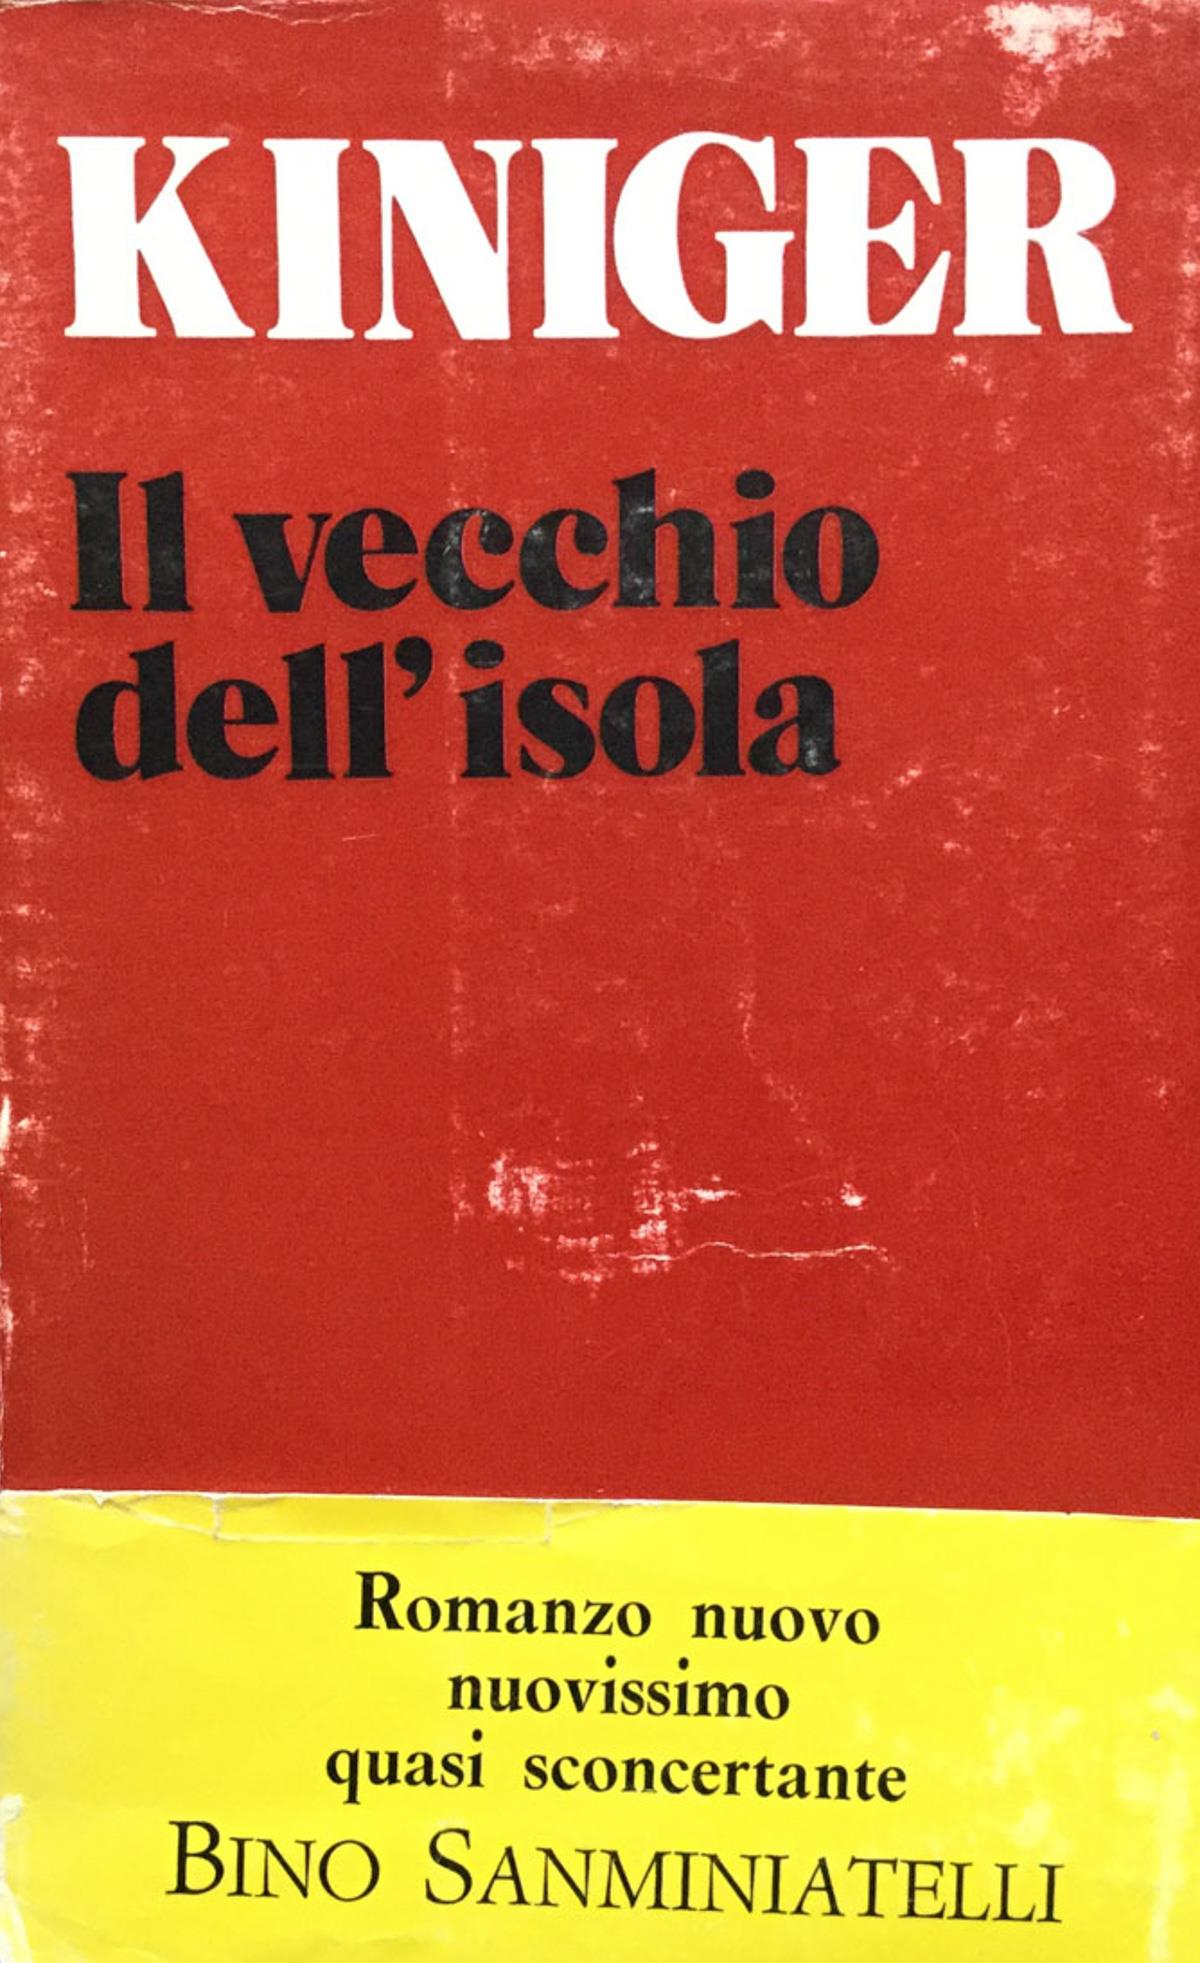 KINIGER
Il vecchio
dell'isola
Romanzo nuovo
nuovissimo
quasi sconcertante
BINO SANMINIATELLI